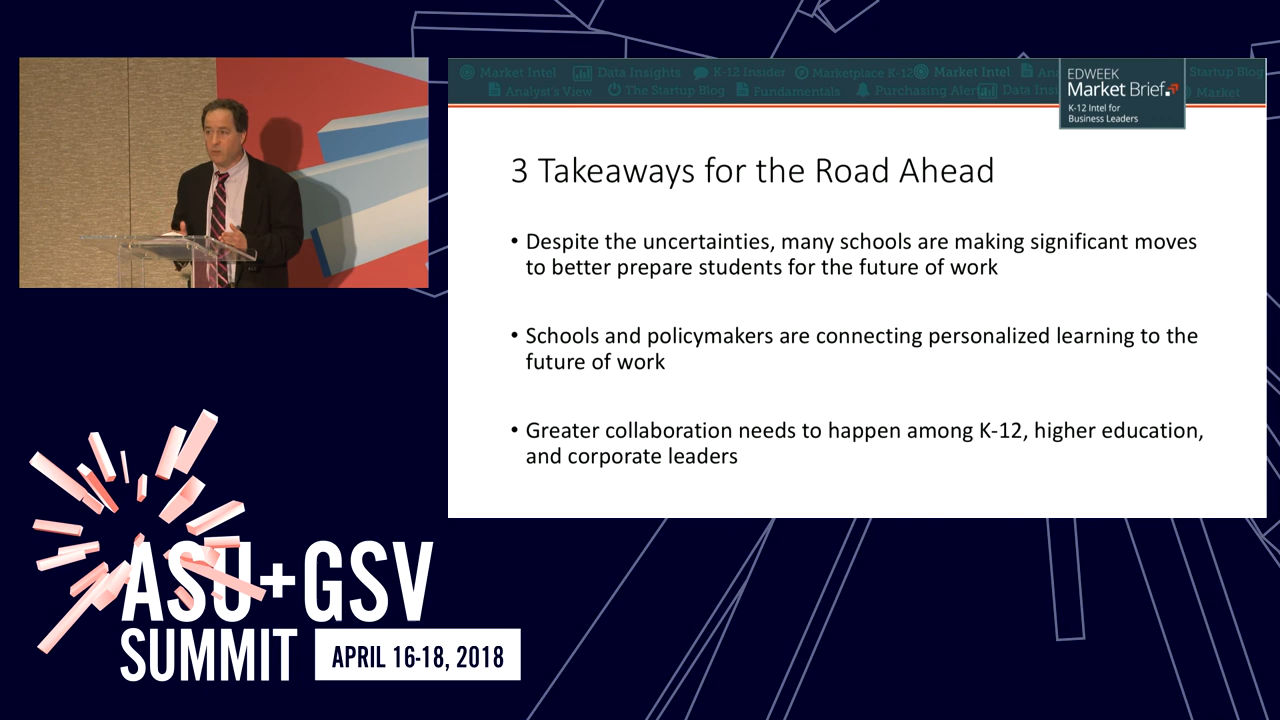 Market Intel Data Insights K-12 Insider Marketplace K-12 Market Intel Startup Blog
Analyst's View The Startup Blog Fundamentals Purchasing Alert Data Market
EDWEEK
Market Brief
K-12 Intel for
Business Leaders
3 Takeaways for the Road Ahead
• Despite the uncertainties, many schools are making significant moves
to better prepare students for the future of work
• Schools and policymakers are connecting personalized learning to the
future of work
• Greater collaboration needs to happen among K-12, higher education,
and corporate leaders
ASU+GSV
SUMMIT
APRIL 16-18, 2018